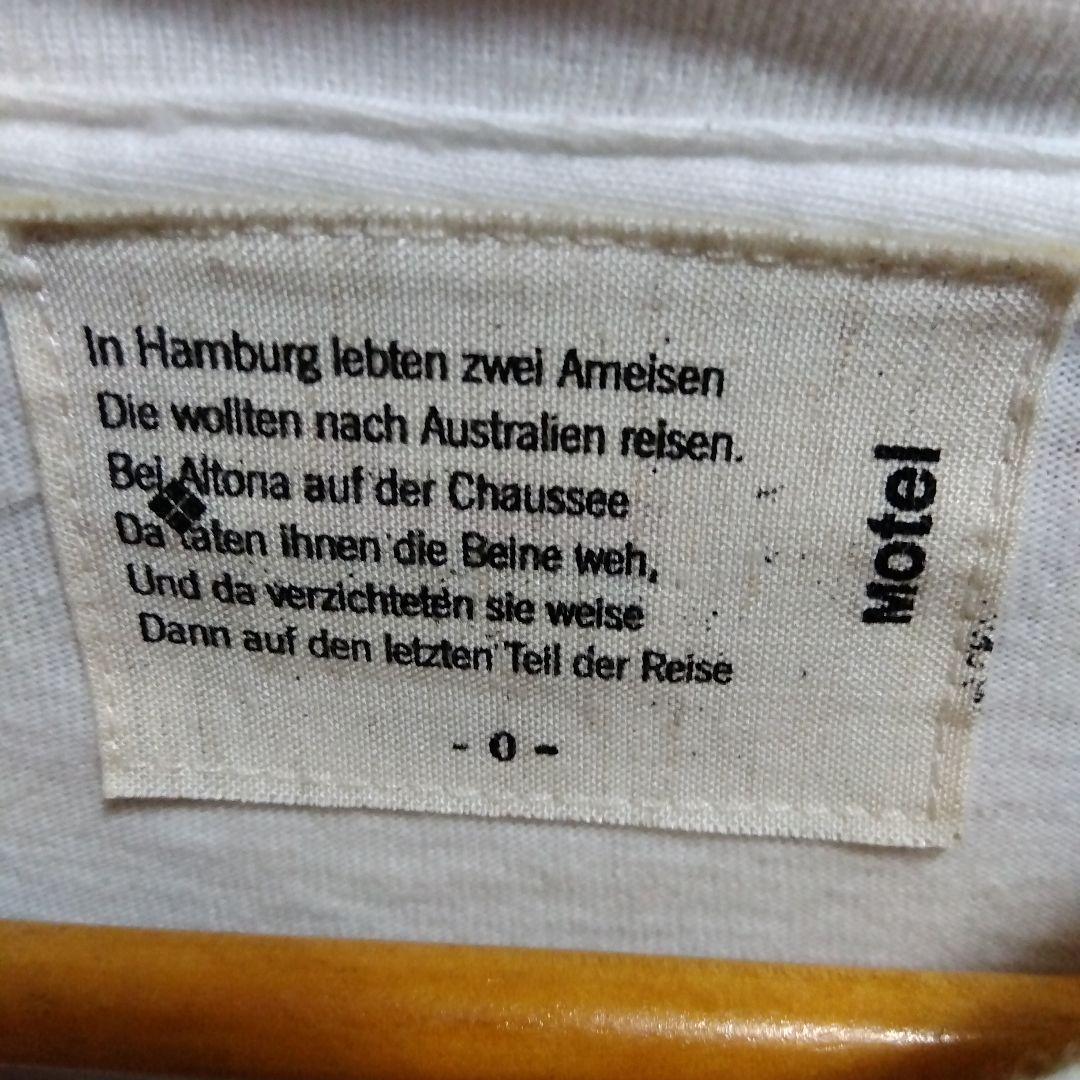 In Hamburg lebten zwei Ameisen
Die wollten nach Australien reisen.
Bei Altona auf der Chaussee
Da taten ihnen die Beine weh,
Und da verzichteten sie weise
Dann auf den letzten Teil der Reise
- 0 -
Motel